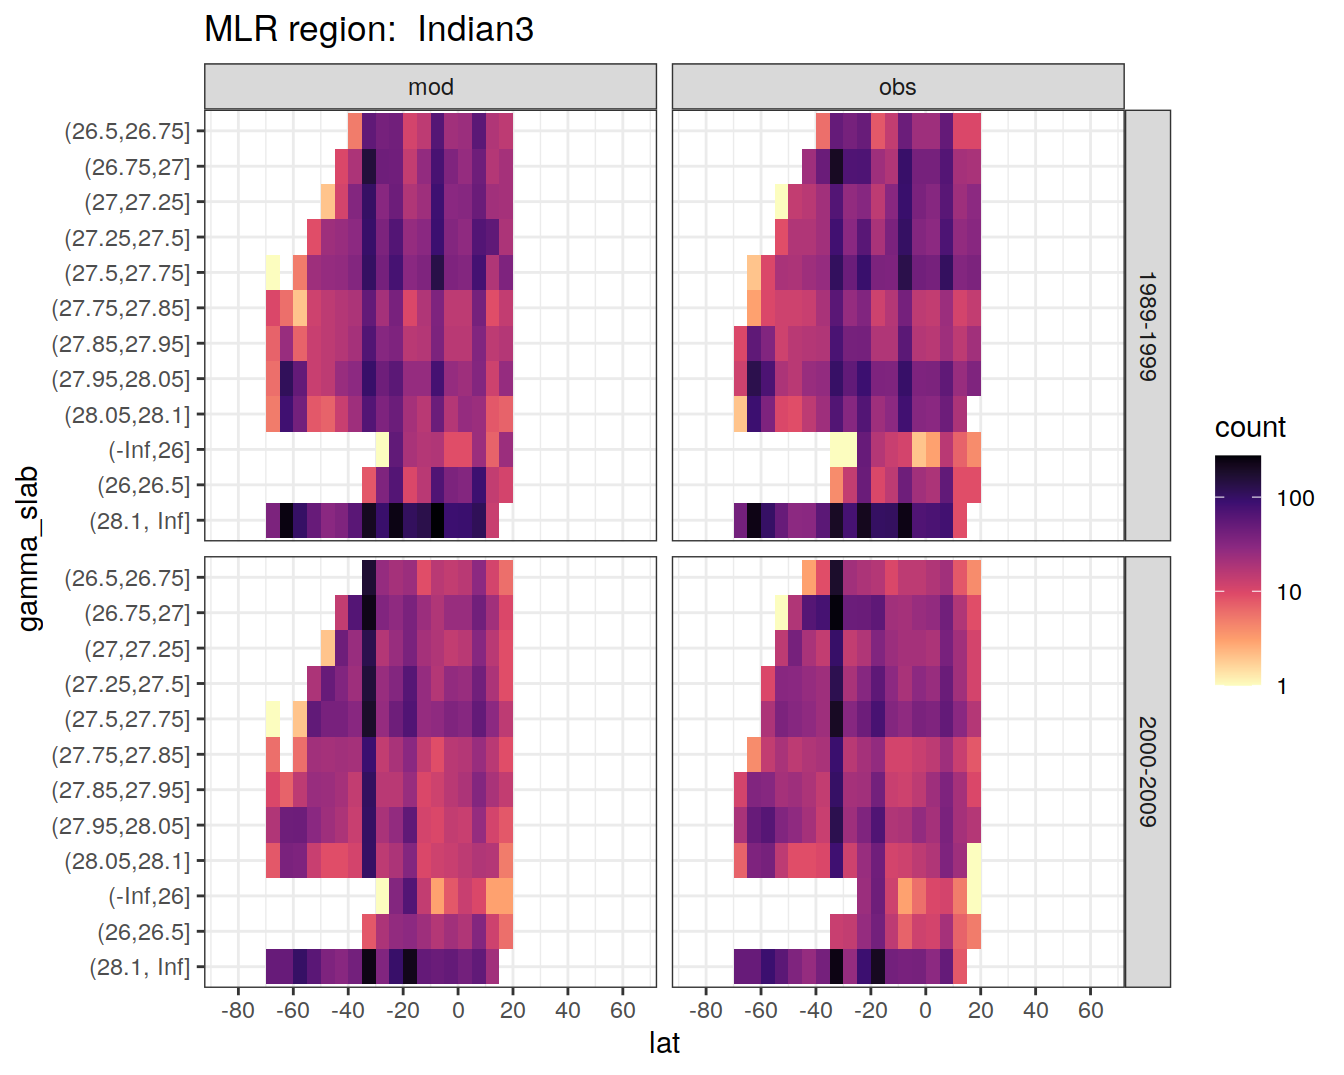 MLR region:  Indian3
mod
obs
(26.5,26.75]
(26.75,27]
(27,27.25]
(27.25,27.5]
(27.5,27.75]
(27.75,27.85]
(27.85,27.95]
(27.95,28.05]
(28.05,28.1]
(-Inf,26]
(26,26.5]
(28.1, Inf]
1989-1999
(26.5,26.75]
(26.75,27]
(27,27.25]
(27.25,27.5]
(27.5,27.75]
(27.75,27.85]
(27.85,27.95]
(27.95,28.05]
(28.05,28.1]
(-Inf,26]
(26,26.5]
(28.1, Inf]
2000-2009
gamma_slab
-80 -60 -40 -20 0 20 40 60
-80 -60 -40 -20 0 20 40 60
lat
count
100
10
1